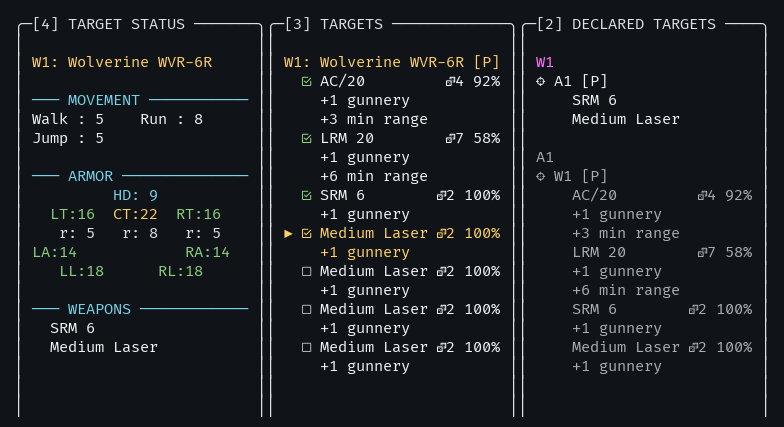 [4] TARGET STATUS
W1: Wolverine WVR-6R
MOVEMENT
Walk : 5 Run : 8
Jump : 5
ARMOR
HD: 9
LT:16 CT:22 RT:16
r: 5 r: 8 r: 5
LA:14 RA:14
LL:18 RL:18
WEAPONS
SRM 6
Medium Laser
[3] TARGETS
W1: Wolverine WVR-6R [P]
AC/20 4 92%
+1 gunnery
+3 min range
LRM 20 7 58%
+1 gunnery
+6 min range
SRM 6 2 100%
+1 gunnery
Medium Laser 2 100%
+1 gunnery
Medium Laser 2 100%
+1 gunnery
Medium Laser 2 100%
+1 gunnery
Medium Laser 2 100%
+1 gunnery
[2] DECLARED TARGETS
W1
A1 [P]
SRM 6
Medium Laser
A1
W1 [P]
AC/20 4 92%
+1 gunnery
+3 min range
LRM 20 7 58%
+1 gunnery
+6 min range
SRM 6 2 100%
+1 gunnery
Medium Laser 2 100%
+1 gunnery